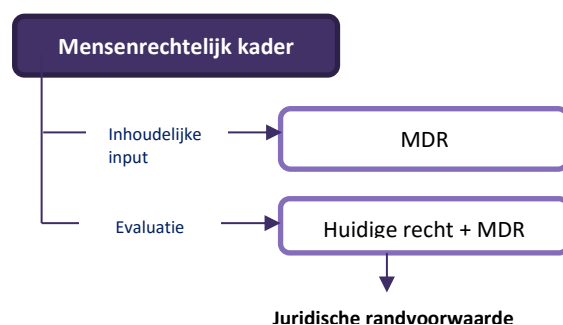 Mensenrechtelijk kader
Inhoudelijke
input
MDR
Evaluatie
Huidige recht + MDR
Juridische randvoorwaarde